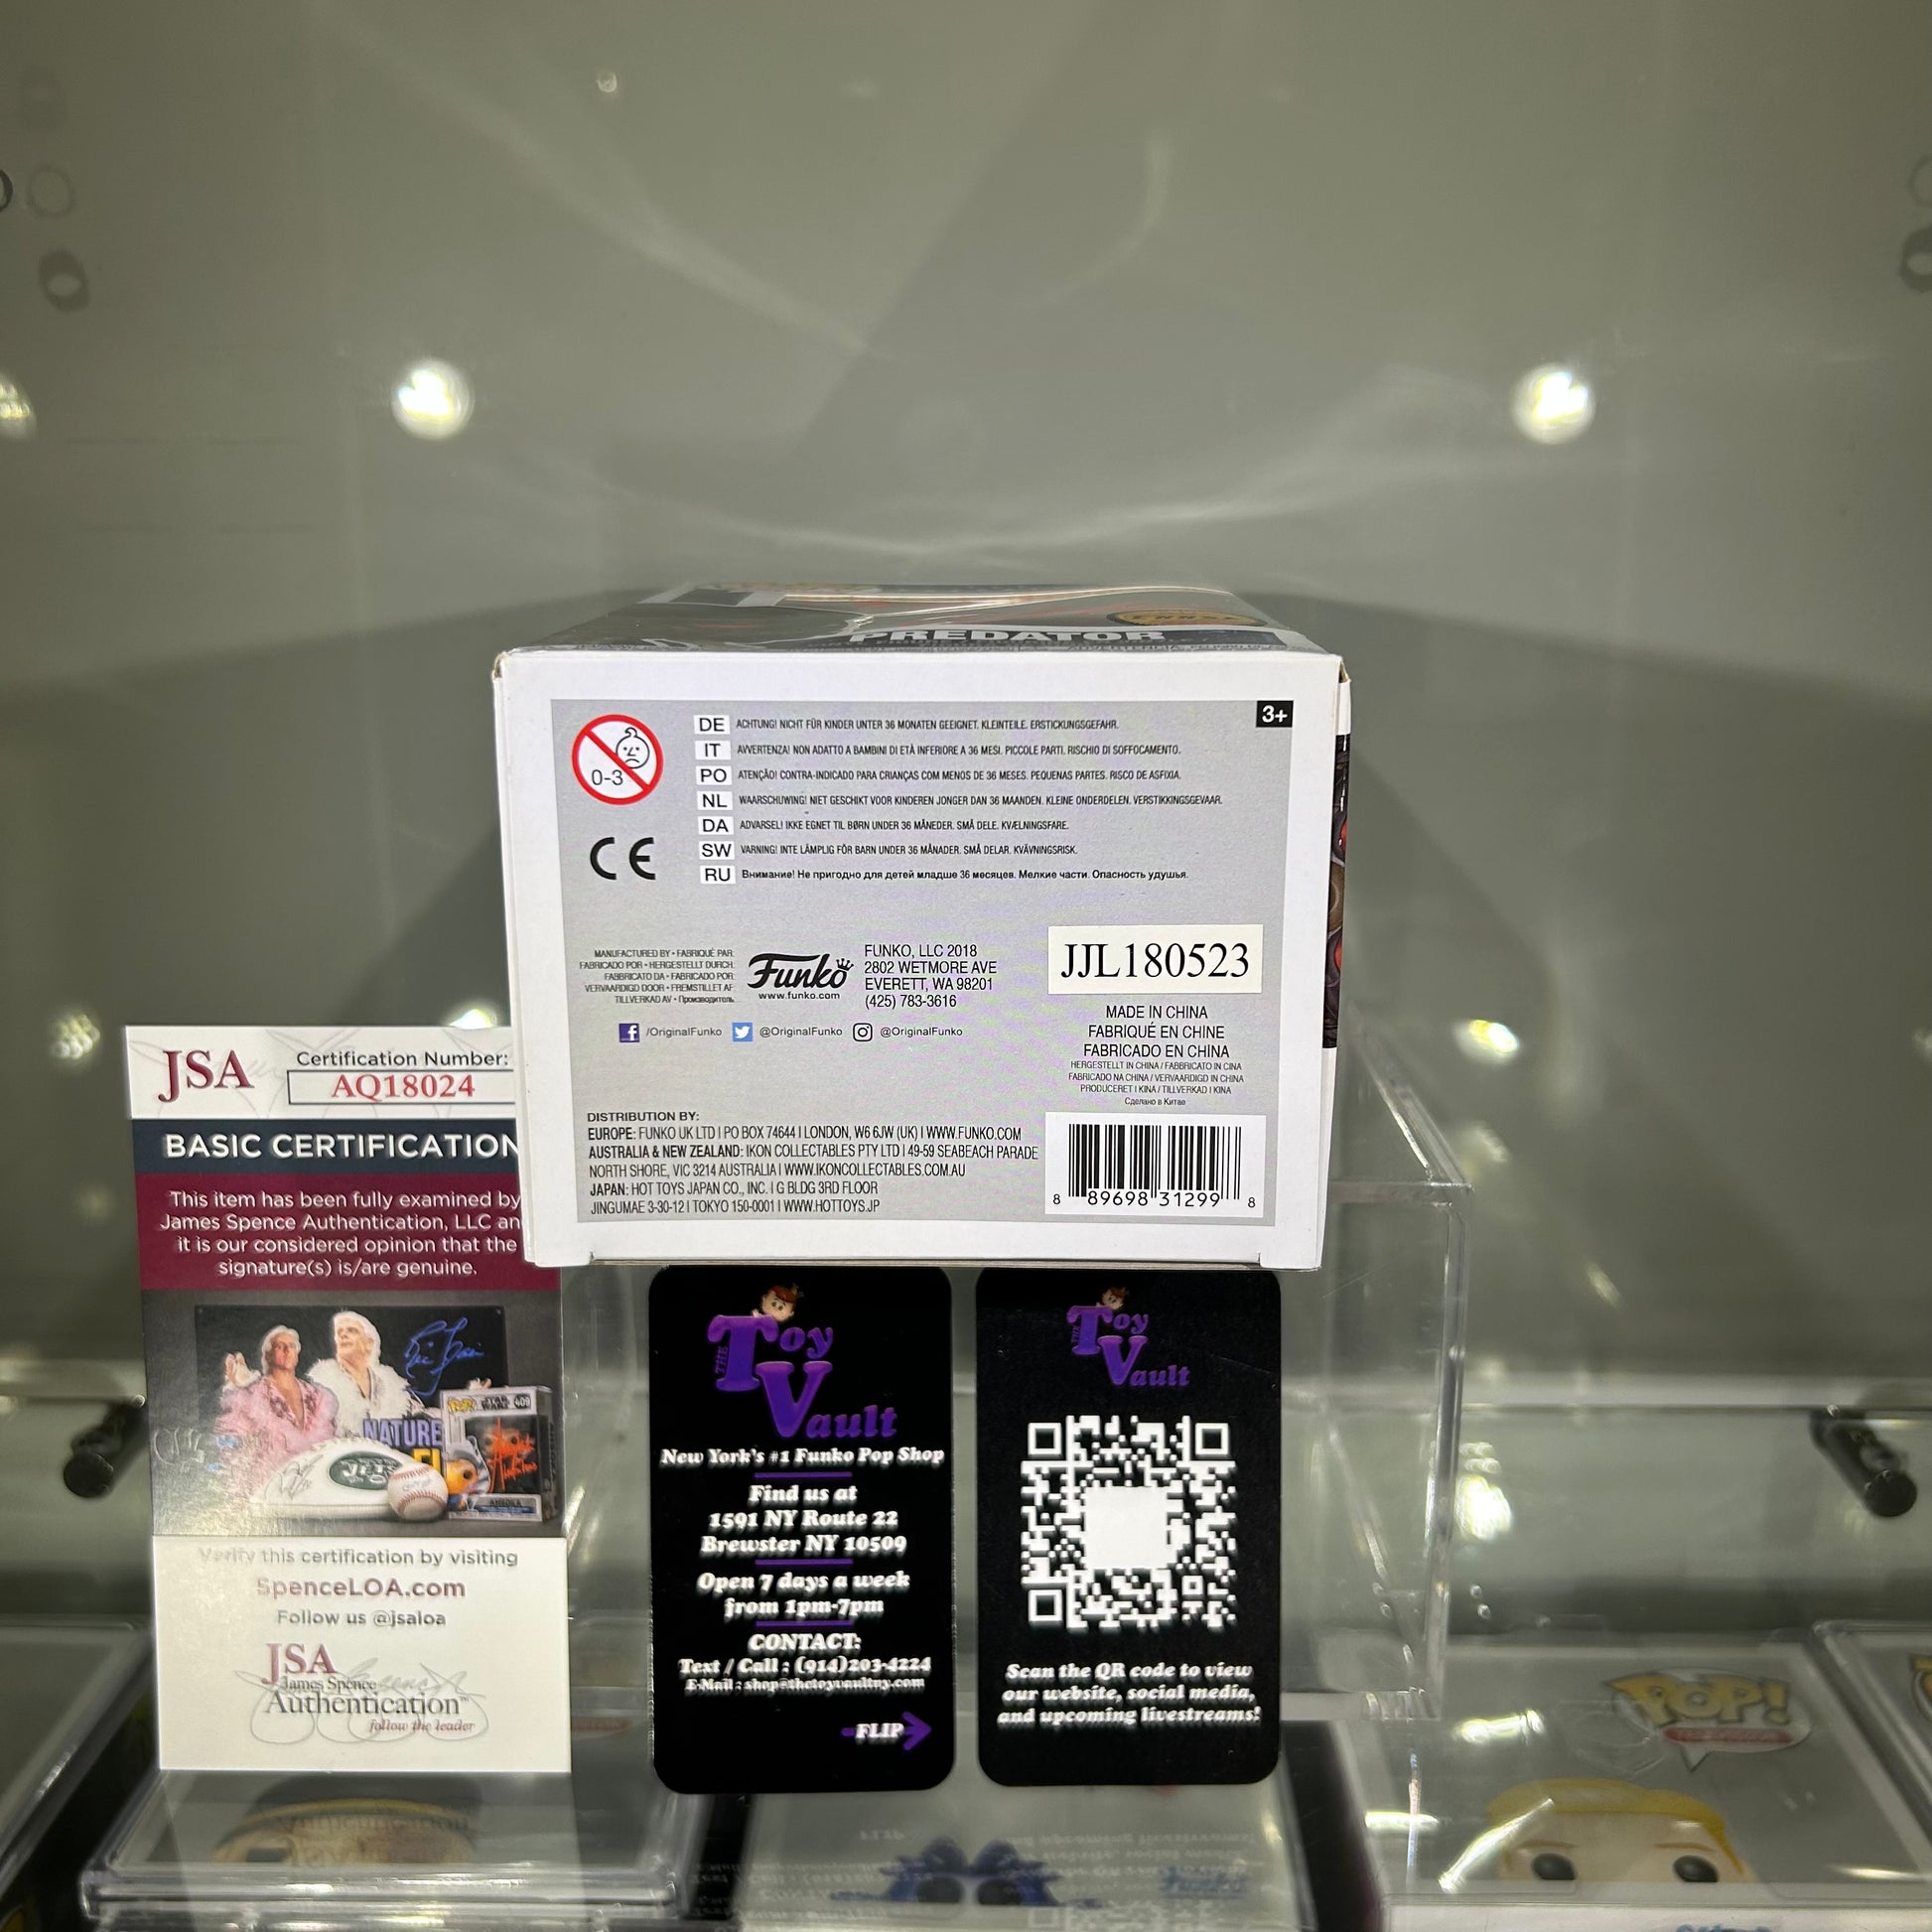 PREDATOR
3+
0-3
DE ACHTUNG! NICHT FÜR KINDER UNTER 36 MONATEN GEEIGNET. KLEINTEILE. ERSTICKUNGSGEFAHR.
IT AVVERTENZA! NON ADATTO A BAMBINI DI ETÀ INFERIORE A 36 MESI. PICCOLE PARTI. RISCHIO DI SOFFOCAMENTO.
PO ATENÇÃO! CONTRA-INDICADO PARA CRIANÇAS COM MENOS DE 36 MESES. PEQUENAS PARTES. RISCO DE ASFIXIA.
NL WAARSCHUWING! NIET GESCHIKT VOOR KINDEREN JONGER DAN 36 MAANDEN. KLEINE ONDERDELEN. VERSTIKKINGSGEVAAR.
DA ADVARSEL! IKKE EGNET TIL BØRN UNDER 36 MÅNEDER. SMÅ DELE. KVÆLNINGSFARE.
SW VARNING! INTE LÄMPLIG FÖR BARN UNDER 36 MÅNADER. SMÅ DELAR. KVÄVNINGSRISK.
RU Внимание! Не пригодно для детей младше 36 месяцев. Мелкие части. Опасность удушья.
CE
MANUFACTURED BY • FABRIQUÉ PAR
FABRICADO POR • HERGESTELLT DURCH
FABBRICATO DA • FABRICADO POR
VERVAARDIGD DOOR • FREMSTILLET AF
TILLVERKAD AV • Производитель
Funko
www.funko.com
FUNKO, LLC 2018
2802 WETMORE AVE
EVERETT, WA 98201
(425) 783-3616
/OriginalFunko @OriginalFunko @OriginalFunko
JJL180523
MADE IN CHINA
FABRIQUÉ EN CHINE
FABRICADO EN CHINA
HERGESTELLT IN CHINA / FABBRICATO IN CINA
FABRICADO NA CHINA / VERVAARDIGD IN CHINA
PRODUCERET I KINA / TILLVERKAD I KINA
Сделано в Китае
DISTRIBUTION BY:
EUROPE: FUNKO UK LTD | PO BOX 74644 | LONDON, W6 6JW (UK) | WWW.FUNKO.COM
AUSTRALIA & NEW ZEALAND: IKON COLLECTABLES PTY LTD | 49-59 SEABEACH PARADE
NORTH SHORE, VIC 3214 AUSTRALIA | WWW.IKONCOLLECTABLES.COM.AU
JAPAN: HOT TOYS JAPAN CO., INC. | G BLDG 3RD FLOOR
JINGUMAE 3-30-12 | TOKYO 150-0001 | WWW.HOTTOYS.JP
8 89698 31299 8
JSA
Certification Number:
AQ18024
BASIC CERTIFICATION
This item has been fully examined by
James Spence Authentication, LLC an
it is our considered opinion that the
signature(s) is/are genuine.
NATURE
JETS
409
Verify this certification by visiting
SpenceLOA.com
Follow us @jsaloa
JSA
James Spence
Authentication™
follow the leader
THE Toy Vault
New York's #1 Funko Pop Shop
Find us at
1591 NY Route 22
Brewster NY 10509
Open 7 days a week
from 1pm-7pm
CONTACT:
Text / Call : (914)203-4224
E-Mail : shop@thetoyvaultny.com
FLIP
THE Toy Vault
Scan the QR code to view
our website, social media,
and upcoming livestreams!
POP!